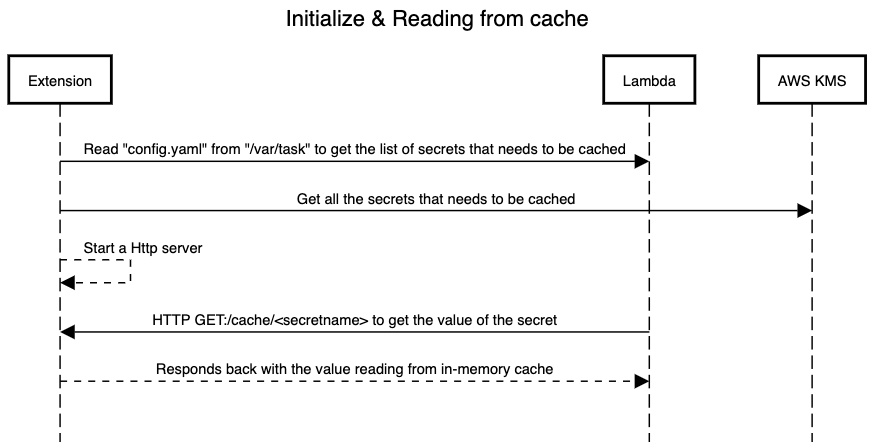 Initialize & Reading from cache
Extension
Lambda
AWS KMS
Read "config.yaml" from "/var/task" to get the list of secrets that needs to be cached
Get all the secrets that needs to be cached
Start a Http server
HTTP GET:/cache/<secretname> to get the value of the secret
Responds back with the value reading from in-memory cache